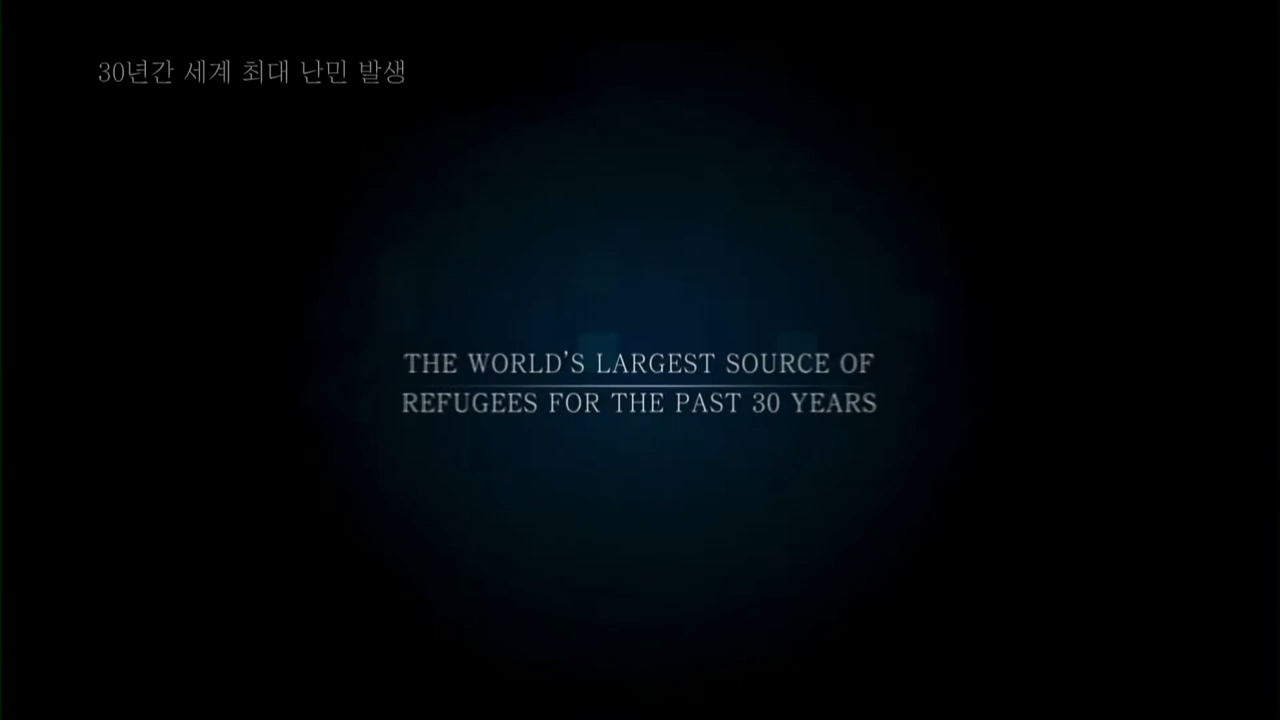 30년간 세계 최대 난민 발생
THE WORLD'S LARGEST SOURCE OF
REFUGEES FOR THE PAST 30 YEARS